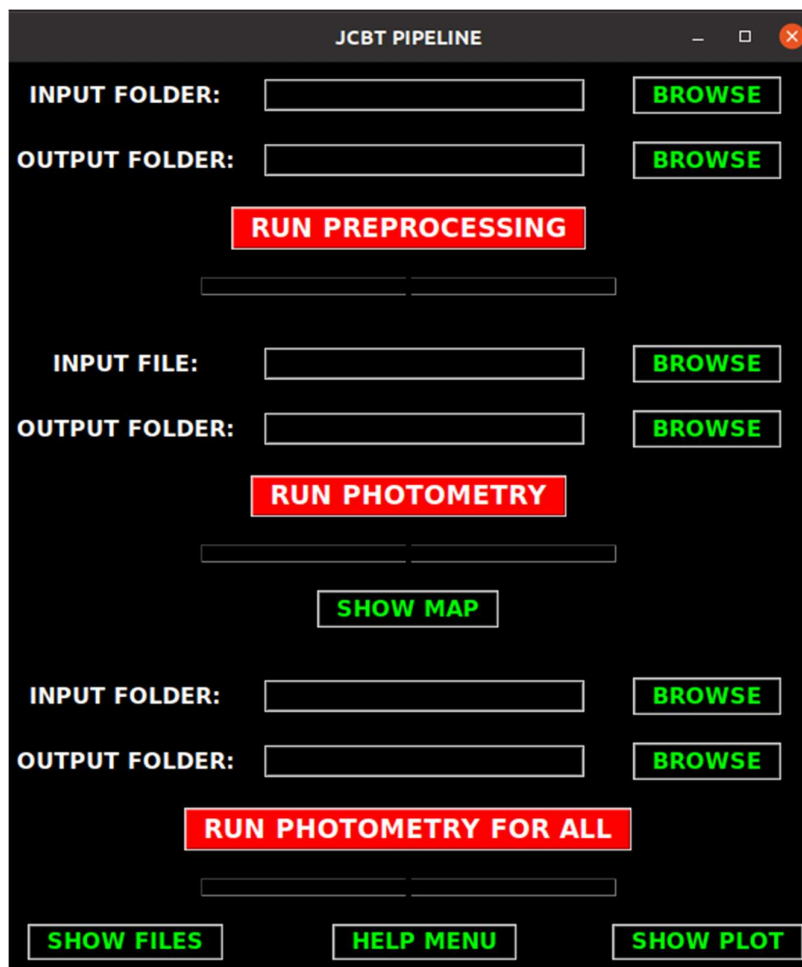 JCBT PIPELINE
INPUT FOLDER: BROWSE
OUTPUT FOLDER: BROWSE
RUN PREPROCESSING
INPUT FILE: BROWSE
OUTPUT FOLDER: BROWSE
RUN PHOTOMETRY
SHOW MAP
INPUT FOLDER: BROWSE
OUTPUT FOLDER: BROWSE
RUN PHOTOMETRY FOR ALL
SHOW FILES HELP MENU SHOW PLOT